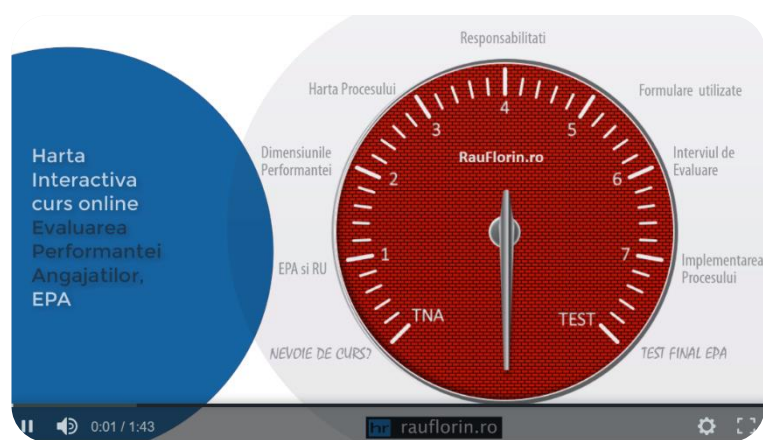 Harta
Interactiva
curs online
Evaluarea
Performantei
Angajatilor,
EPA
Responsabilitati
Harta Procesului
Formulare utilizate
Dimensiunile
Performantei
Interviul de
Evaluare
EPA si RU
Implementarea
Procesului
NEVOIE DE CURS?
TEST FINAL EPA
RauFlorin.ro
1
2
3
4
5
6
7
TNA
TEST
0:01 / 1:43
hr rauflorin.ro